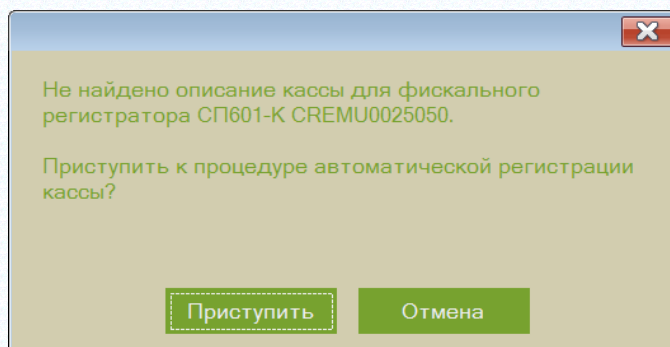 Не найдено описание кассы для фискального
регистратора СП601-К CREMU0025050.
Приступить к процедуре автоматической регистрации
кассы?
Приступить
Отмена